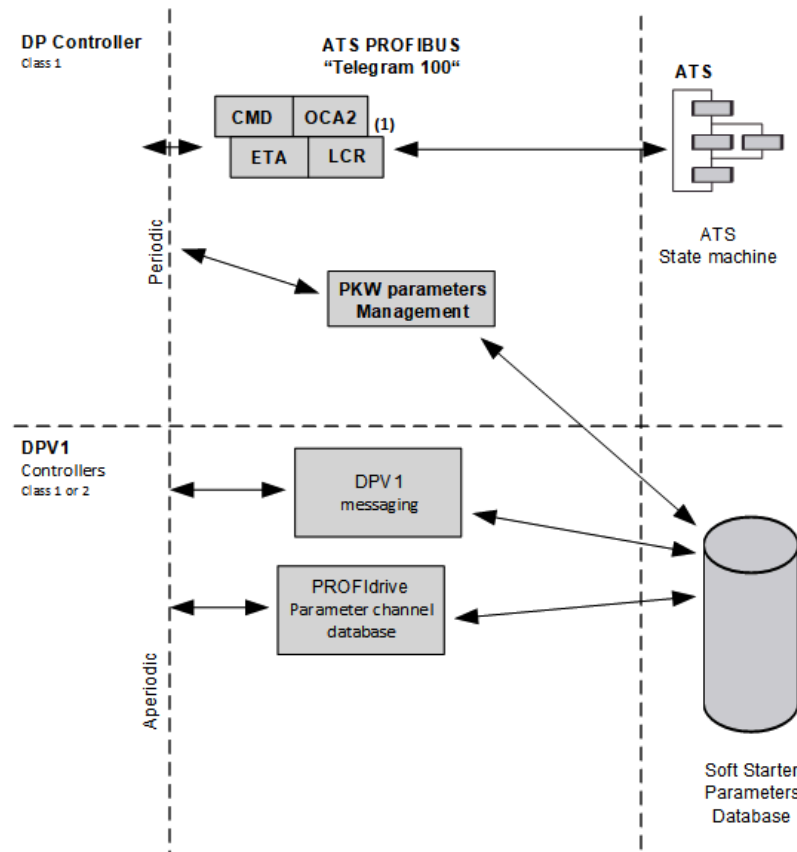 DP Controller
Class 1
ATS PROFIBUS
“Telegram 100“
ATS
CMD
OCA2
(1)
ETA
LCR
ATS
State machine
Periodic
PKW parameters
Management
DPV1
Controllers
Class 1 or 2
DPV1
messaging
PROFIdrive
Parameter channel
database
Aperiodic
Soft Starter
Parameters
Database